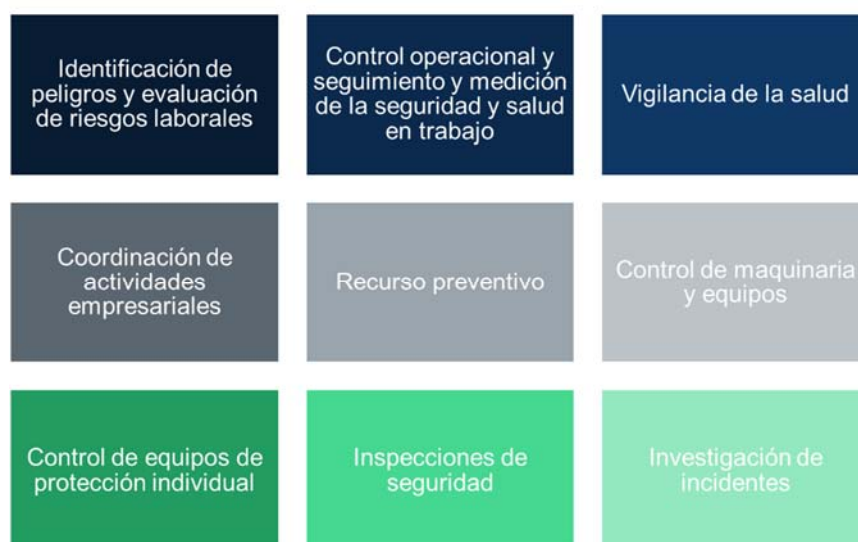 Identificación de
peligros y evaluación
de riesgos laborales
Control operacional y
seguimiento y medición
de la seguridad y salud
en trabajo
Vigilancia de la salud
Coordinación de
actividades
empresariales
Recurso preventivo
Control de maquinaria
y equipos
Control de equipos de
protección individual
Inspecciones de
seguridad
Investigación de
incidentes